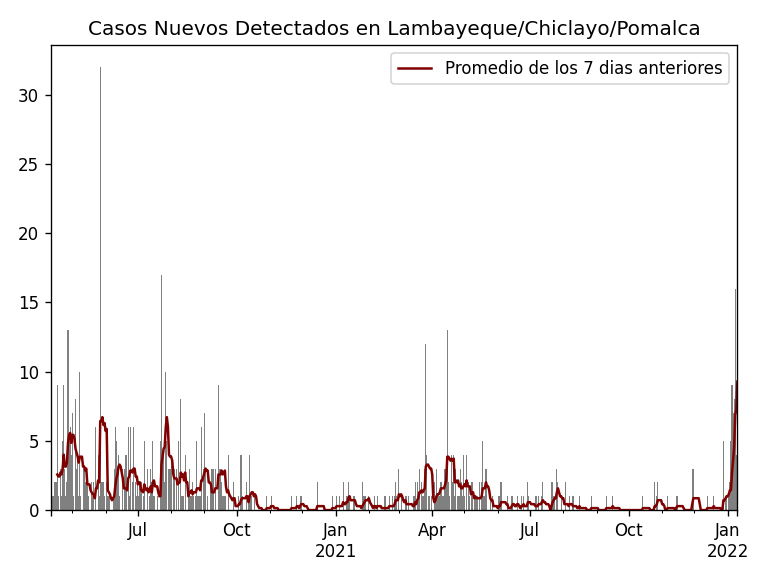 Casos Nuevos Detectados en Lambayeque/Chiclayo/Pomalca
Promedio de los 7 dias anteriores
30
25
20
15
10
5
0
Jul Oct Jan Apr Jul Oct Jan
2021 2022